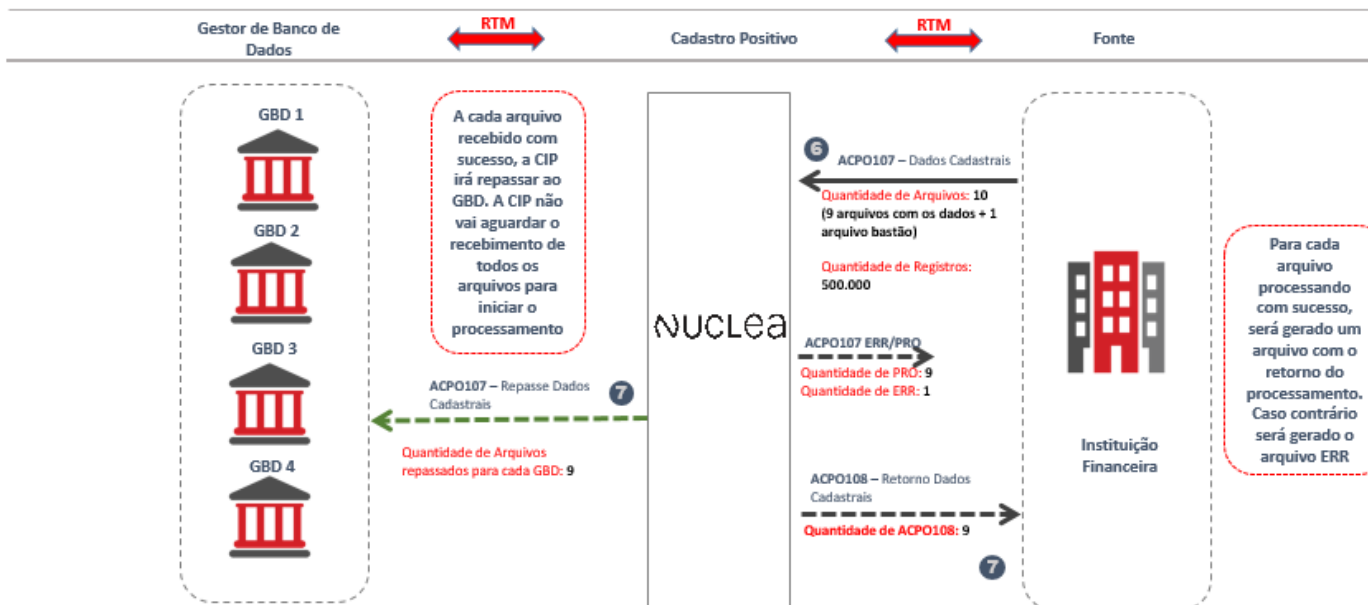 Gestor de Banco de
Dados
RTM
Cadastro Positivo
RTM
Fonte
GBD 1
GBD 2
GBD 3
GBD 4
A cada arquivo
recebido com
sucesso, a CIP
irá repassar ao
GBD. A CIP não
vai aguardar o
recebimento de
todos os
arquivos para
iniciar o
processamento
ACPO107 – Repasse Dados
Cadastrais
7
Quantidade de Arquivos
repassados para cada GBD: 9
NUCLea
6
ACPO107 – Dados Cadastrais
Quantidade de Arquivos: 10
(9 arquivos com os dados + 1
arquivo bastão)
Quantidade de Registros:
500.000
ACPO107 ERR/PRO
Quantidade de PRO: 9
Quantidade de ERR: 1
ACPO108 – Retorno Dados
Cadastrais
Quantidade de ACPO108: 9
7
Instituição
Financeira
Para cada
arquivo
processando
com sucesso,
será gerado um
arquivo com o
retorno do
processamento.
Caso contrário
será gerado o
arquivo ERR